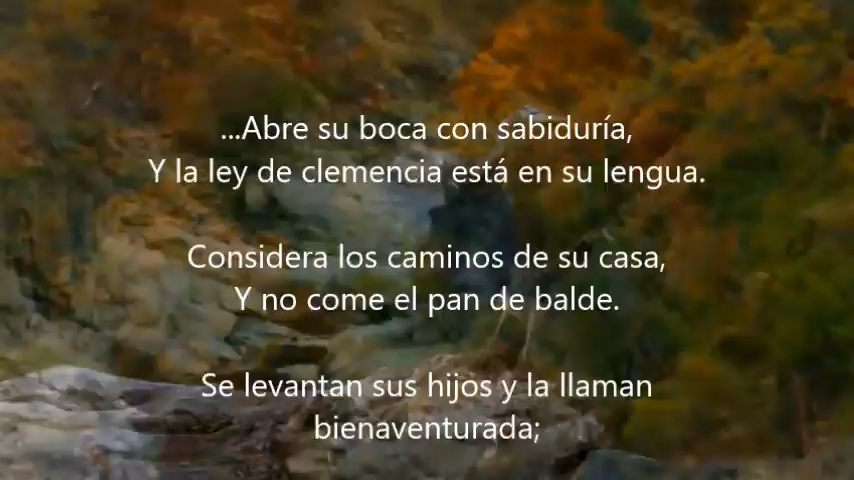 ...Abre su boca con sabiduría,
Y la ley de clemencia está en su lengua.
Considera los caminos de su casa,
Y no come el pan de balde.
Se levantan sus hijos y la llaman
bienaventurada;